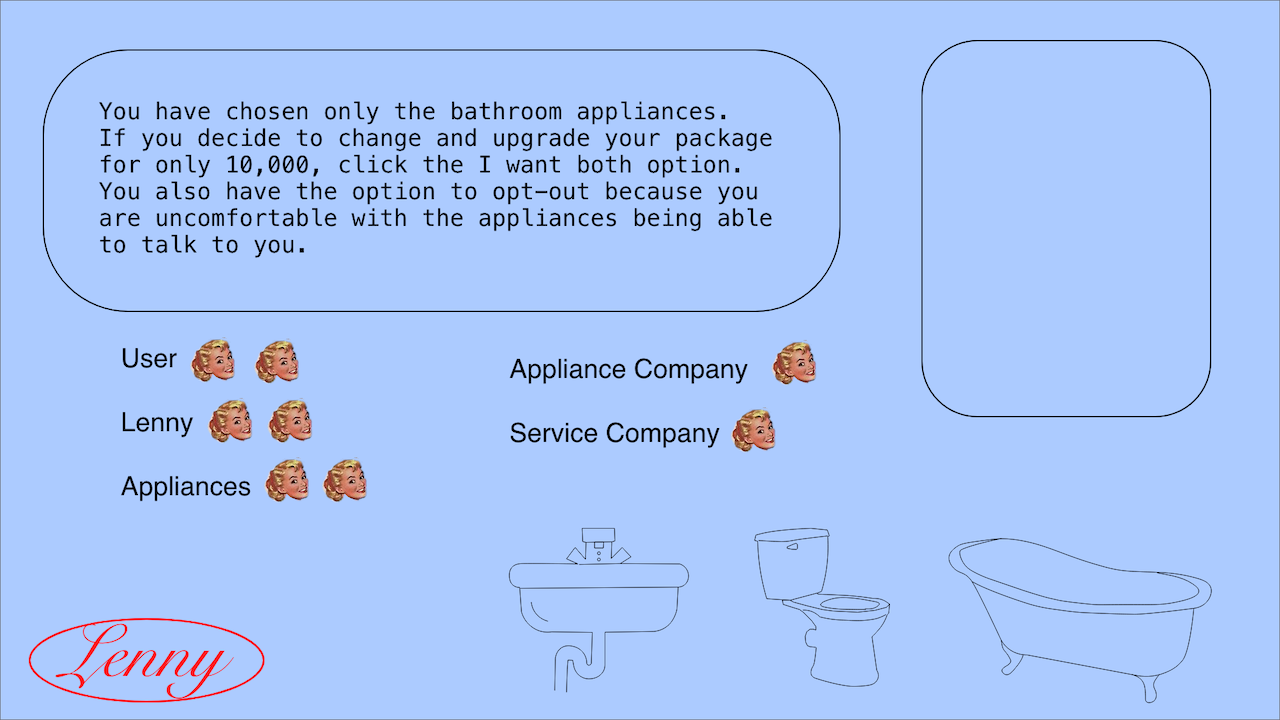 You have chosen only the bathroom appliances.
If you decide to change and upgrade your package
for only 10,000, click the I want both option.
You also have the option to opt-out because you
are uncomfortable with the appliances being able
to talk to you.
User
Lenny
Appliances
Appliance Company
Service Company
Lenny